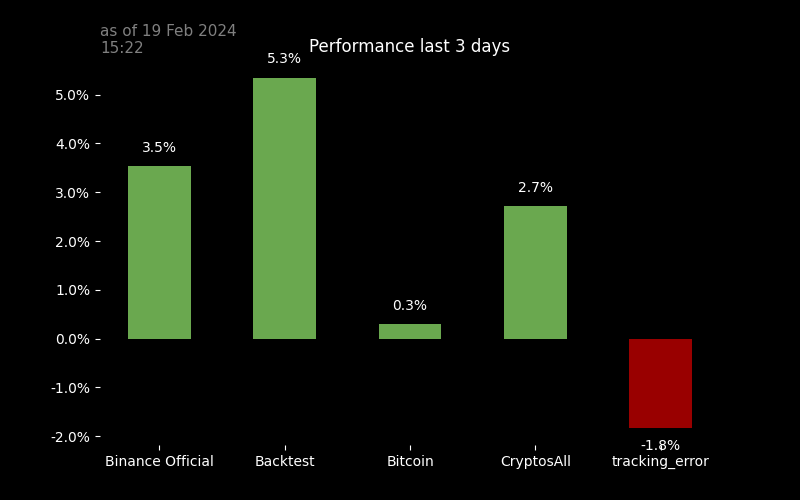 as of 19 Feb 2024
15:22
Performance last 3 days
5.3%
5.0%
4.0%
3.5%
3.0%
2.7%
2.0%
1.0%
0.3%
0.0%
-1.0%
-2.0%
-1.8%
Binance Official
Backtest
Bitcoin
CryptosAll
tracking_error